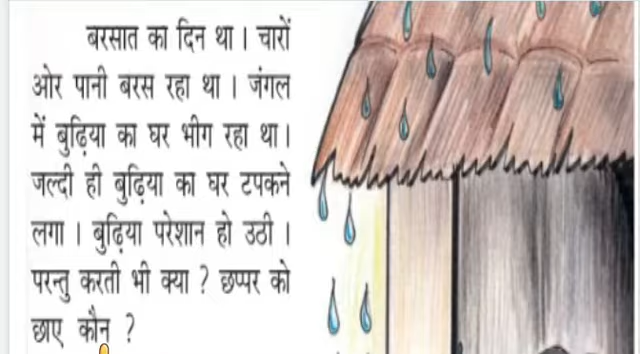 बरसात का दिन था । चारों
ओर पानी बरस रहा था । जंगल
में बुढ़िया का घर भीग रहा था।
जल्दी ही बुढ़िया का घर टपकने
लगा । बुढ़िया परेशान हो उठी ।
परन्तु करती भी क्या ? छप्पर को
छाए कौन ?